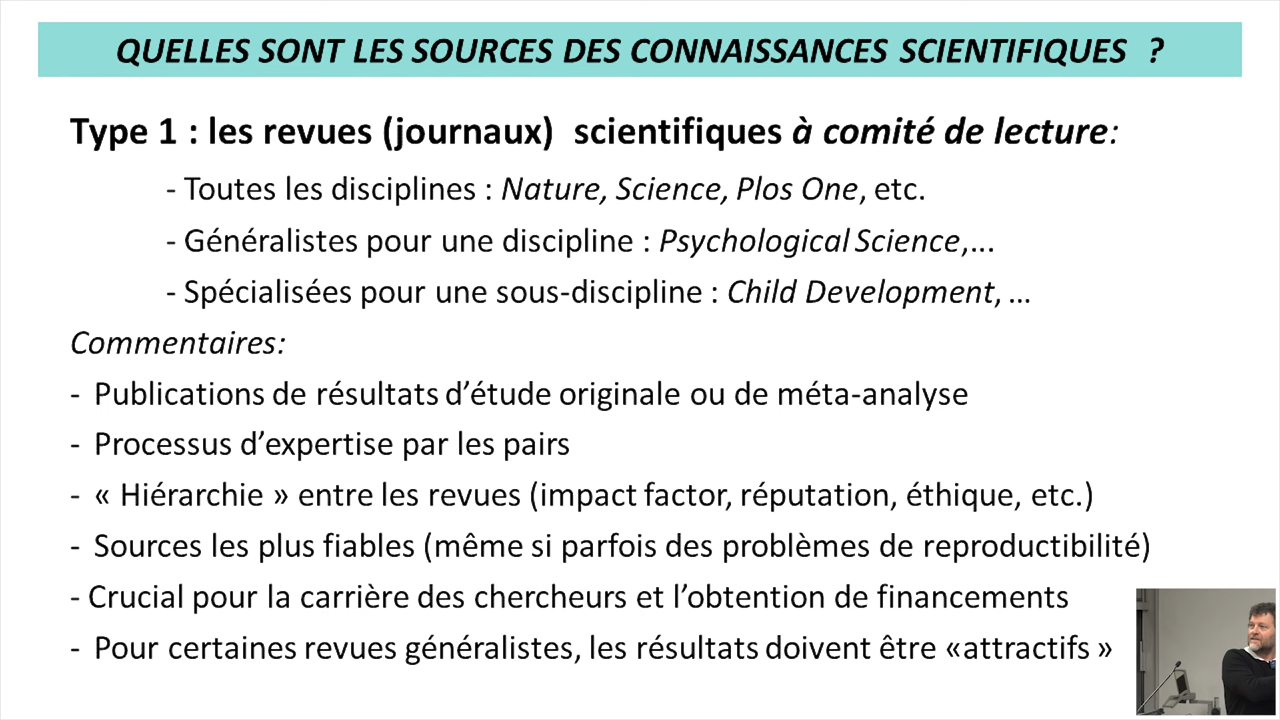 QUELLES SONT LES SOURCES DES CONNAISSANCES SCIENTIFIQUES ?
Type 1 : les revues (journaux) scientifiques à comité de lecture:
- Toutes les disciplines : Nature, Science, Plos One, etc.
- Généralistes pour une discipline : Psychological Science,...
- Spécialisées pour une sous-discipline : Child Development, …
Commentaires:
- Publications de résultats d’étude originale ou de méta-analyse
- Processus d’expertise par les pairs
- « Hiérarchie » entre les revues (impact factor, réputation, éthique, etc.)
- Sources les plus fiables (même si parfois des problèmes de reproductibilité)
- Crucial pour la carrière des chercheurs et l’obtention de financements
- Pour certaines revues généralistes, les résultats doivent être «attractifs »